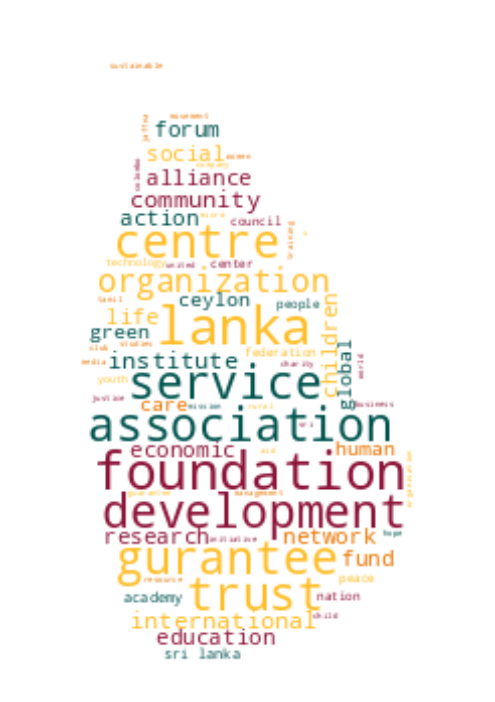 sustainable
movement
jaffna
forum
social women
company
colombo
alliance
community
action council
centre training
technology united center
organization
tamil ceylon people
life lanka children
green
club studies federation
media institute charity global world
youth service
justice care mission rural business
association
sri
economic aid human
foundation organisation
guarantee management
development
research initiative network hope
gurantee fund
resource peace
trust
academy nation
international child
education
sri lanka